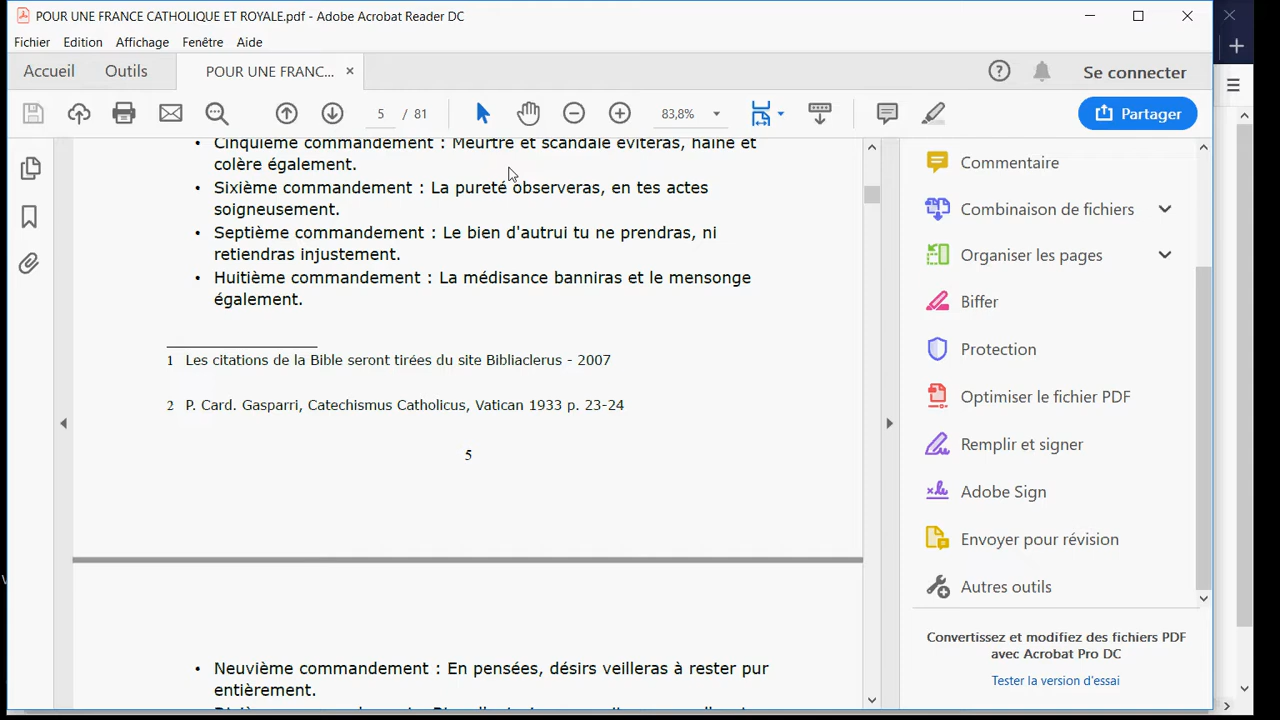 POUR UNE FRANCE CATHOLIQUE ET ROYALE.pdf - Adobe Acrobat Reader DC
Fichier Edition Affichage Fenêtre Aide
Accueil Outils POUR UNE FRANC... × Se connecter
5 / 81 83,8% Partager
• Cinquième commandement : Meurtre et scandale éviteras, haine et
colère également.
• Sixième commandement : La pureté observeras, en tes actes
soigneusement.
• Septième commandement : Le bien d'autrui tu ne prendras, ni
retiendras injustement.
• Huitième commandement : La médisance banniras et le mensonge
également.
1 Les citations de la Bible seront tirées du site Bibliaclerus - 2007
2 P. Card. Gasparri, Catechismus Catholicus, Vatican 1933 p. 23-24
5
• Neuvième commandement : En pensées, désirs veilleras à rester pur
entièrement.
Commentaire
Combinaison de fichiers
Organiser les pages
Biffer
Protection
Optimiser le fichier PDF
Remplir et signer
Adobe Sign
Envoyer pour révision
Autres outils
Convertissez et modifiez des fichiers PDF
avec Acrobat Pro DC
Tester la version d'essai